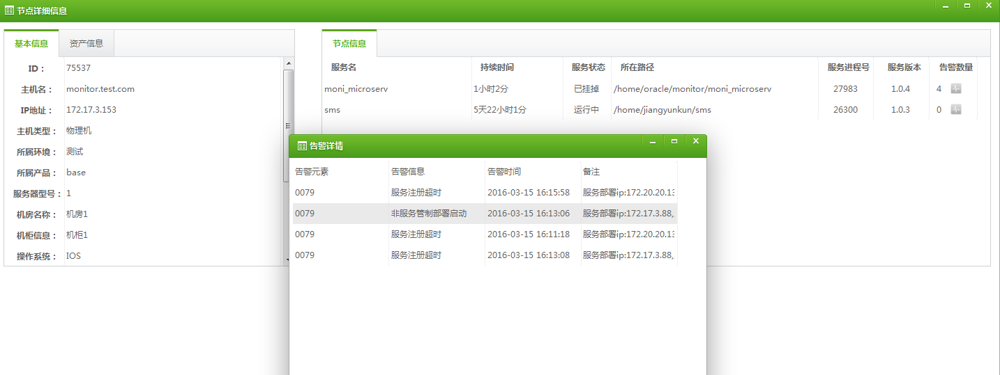 节点详细信息
基本信息 资产信息
ID： 75537
主机名： monitor.test.com
IP地址： 172.17.3.153
主机类型： 物理机
所属环境： 测试
所属产品： base
服务器型号： 1
机房名称： 机房1
机柜信息： 机柜1
操作系统： IOS
节点信息
服务名 持续时间 服务状态 所在路径 服务进程号 服务版本 告警数量
moni_microserv 1小时2分 已挂掉 /home/oracle/monitor/moni_microserv 27983 1.0.4 4
sms 5天22小时1分 运行中 /home/jiangyunkun/sms 26300 1.0.3 0
告警详情
告警元素 告警信息 告警时间 备注
0079 服务注册超时 2016-03-15 16:15:58 服务部署ip:172.20.20.13
0079 非服务管制部署启动 2016-03-15 16:13:06 服务部署ip:172.17.3.88,
0079 服务注册超时 2016-03-15 16:11:18 服务部署ip:172.20.20.13
0079 服务注册超时 2016-03-15 16:13:08 服务部署ip:172.17.3.88,